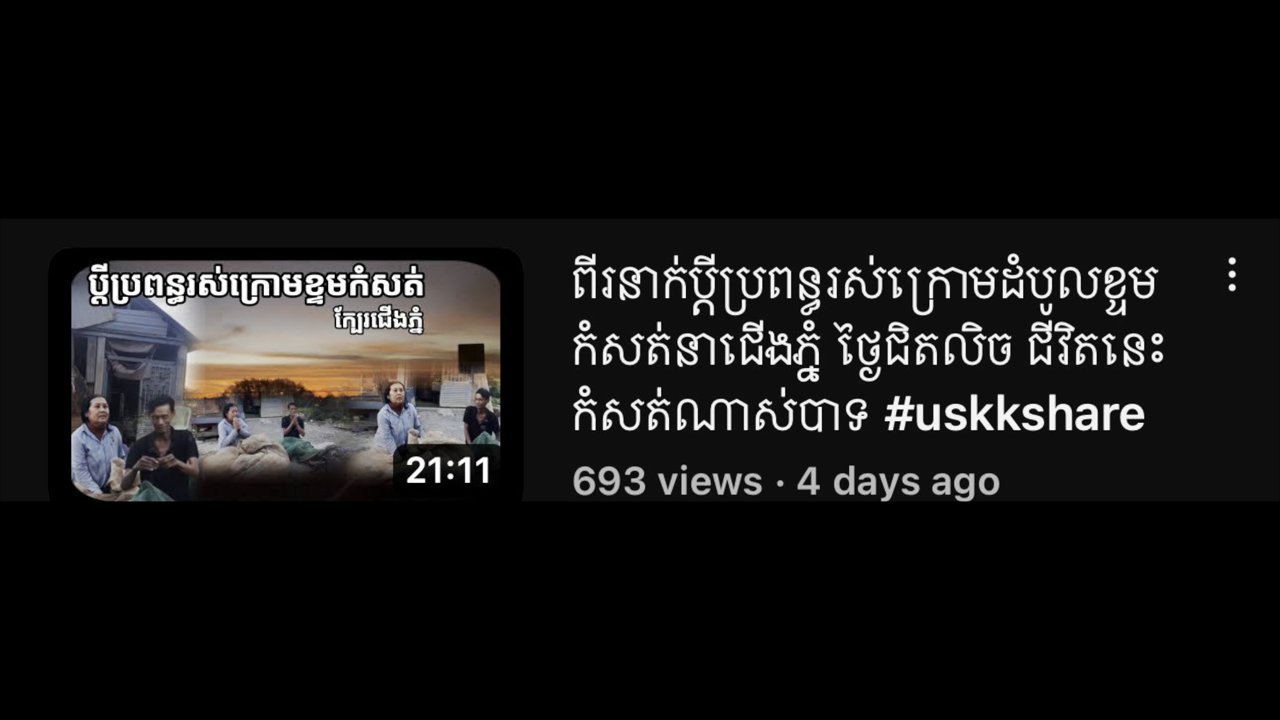 ប្ដីប្រពន្ធរស់ក្រោមខ្ទមកំសត់
ក្បែរជើងភ្នំ
21:11
ពីរនាក់ប្ដីប្រពន្ធរស់ក្រោមដំបូលខ្ទម
កំសត់នាជើងភ្នំ ថ្ងៃជិតលិច ជីវិតនេះ
កំសត់ណាស់បាទ #uskkshare
693 views · 4 days ago